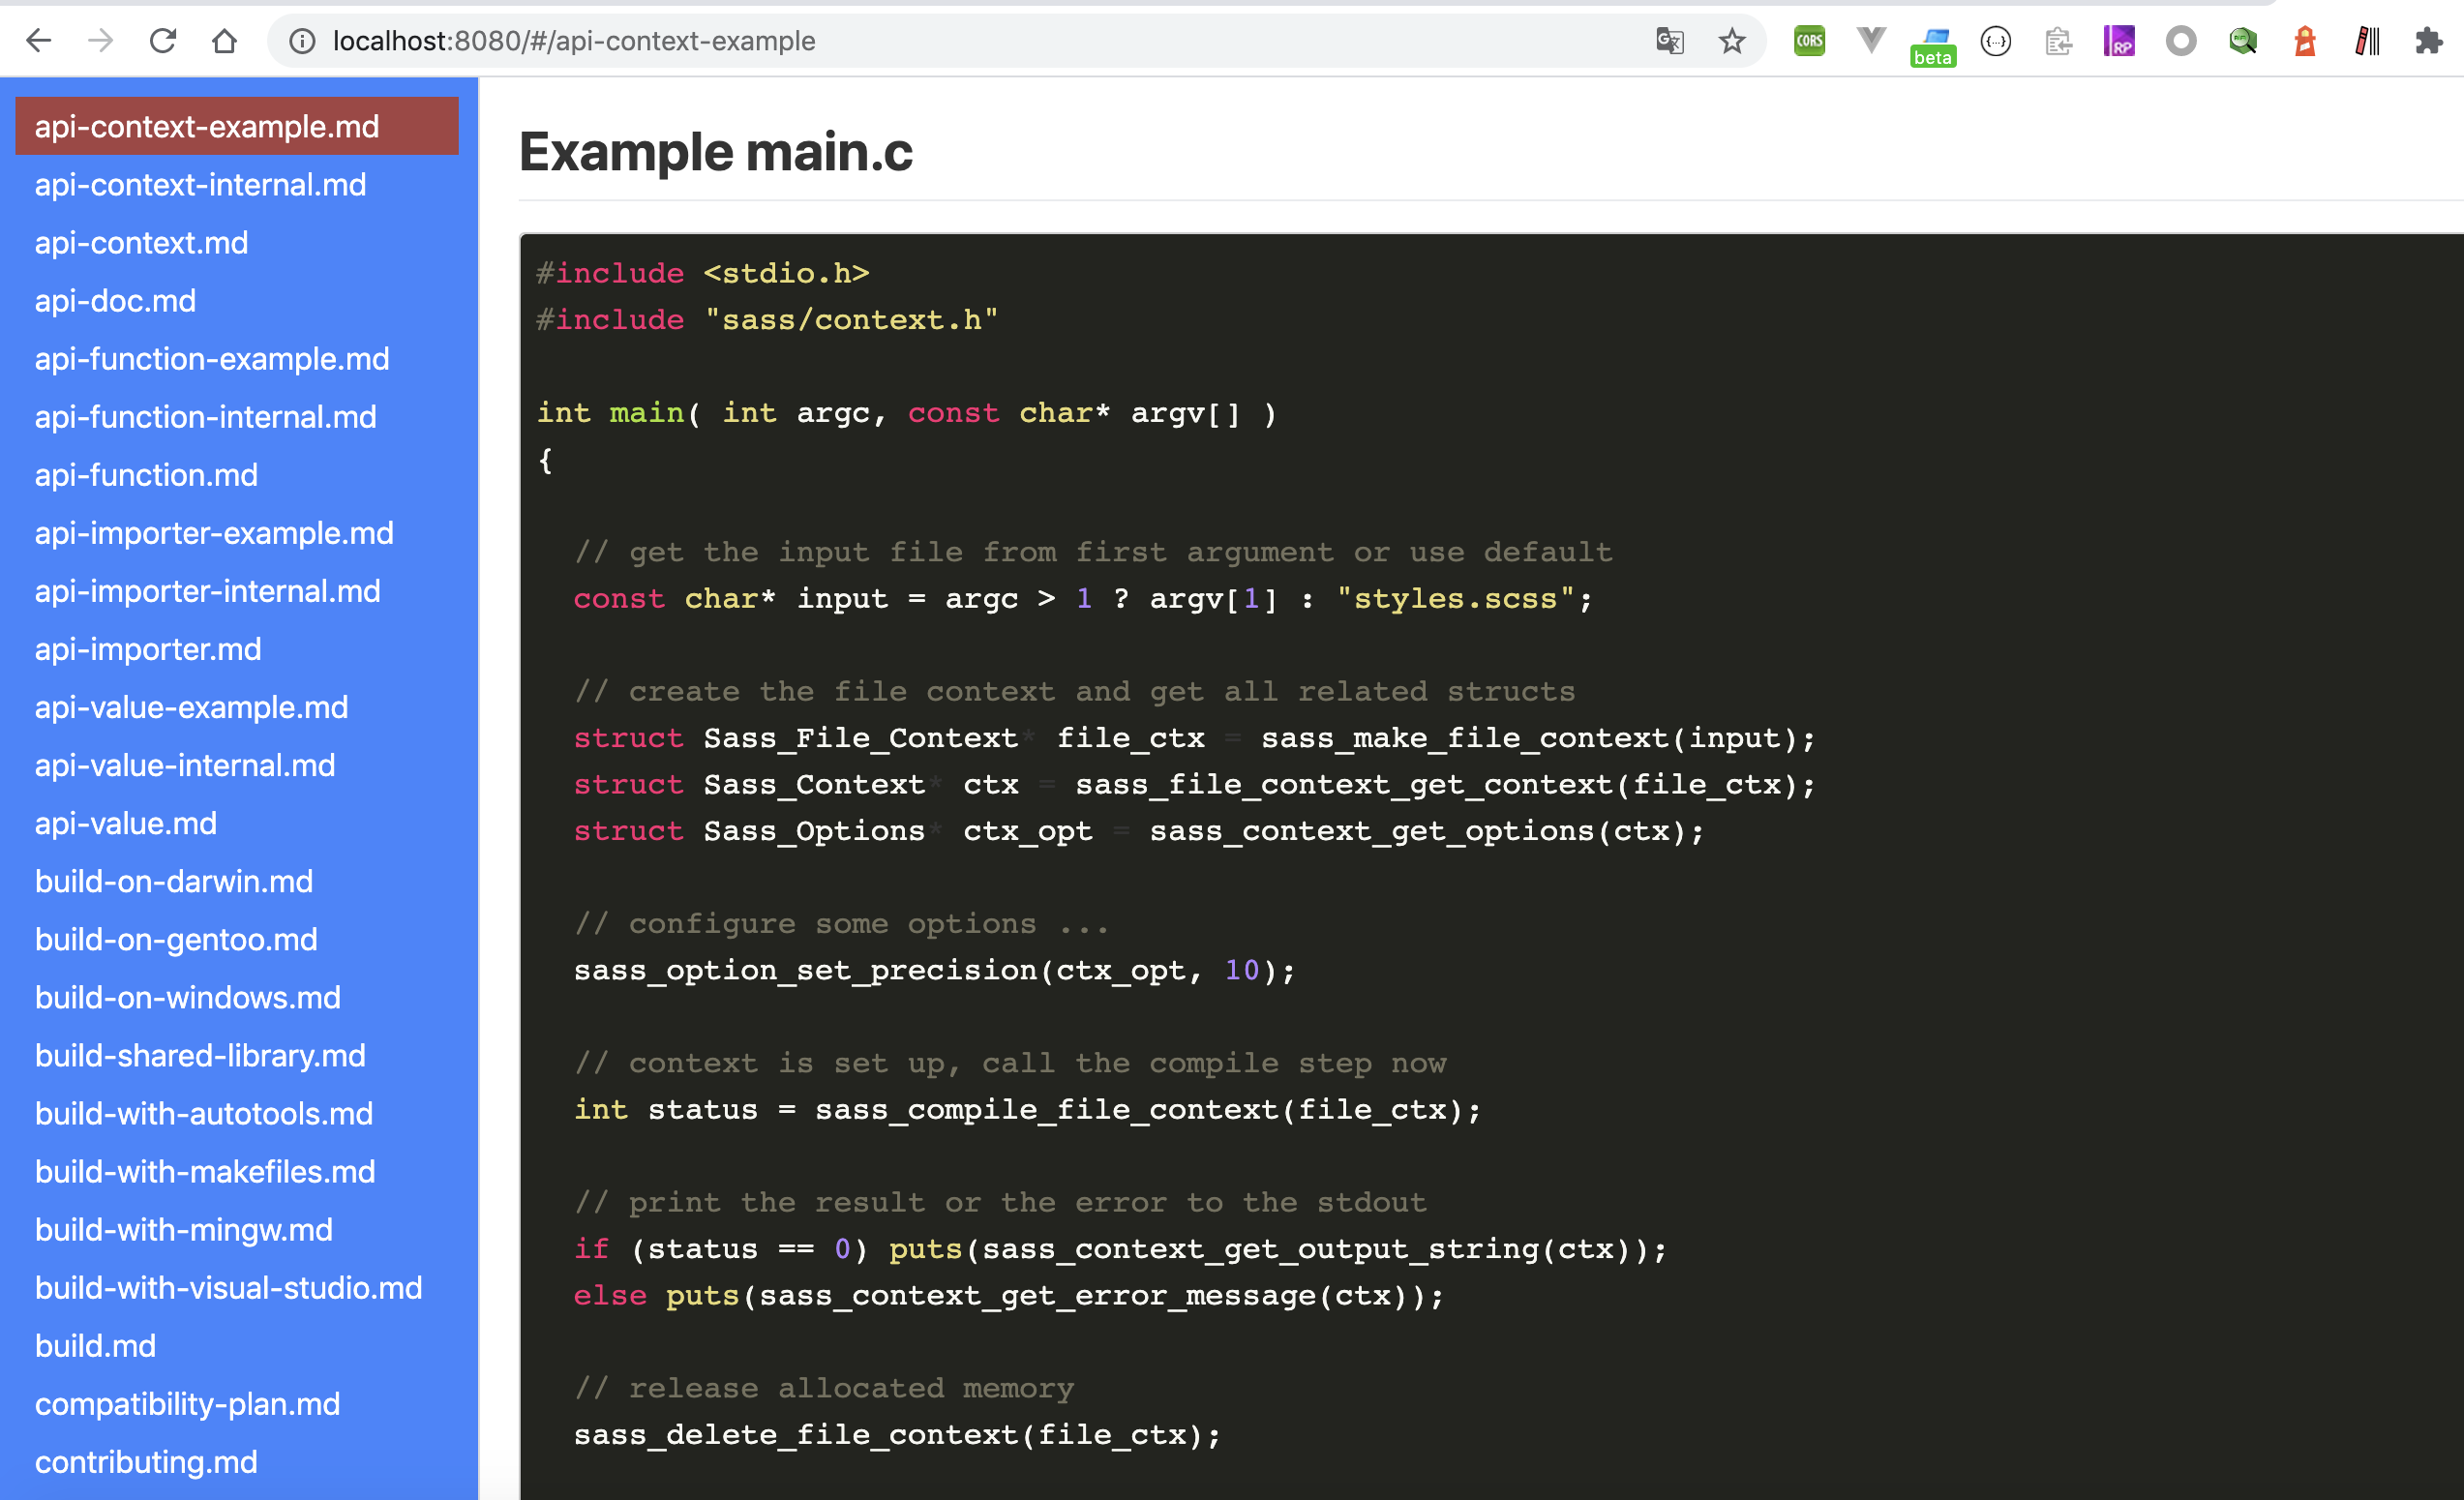 localhost:8080/#/api-context-example
CORS
beta
{...}
RP
api-context-example.md
api-context-internal.md
api-context.md
api-doc.md
api-function-example.md
api-function-internal.md
api-function.md
api-importer-example.md
api-importer-internal.md
api-importer.md
api-value-example.md
api-value-internal.md
api-value.md
build-on-darwin.md
build-on-gentoo.md
build-on-windows.md
build-shared-library.md
build-with-autotools.md
build-with-makefiles.md
build-with-mingw.md
build-with-visual-studio.md
build.md
compatibility-plan.md
contributing.md
Example main.c
#include <stdio.h>
#include "sass/context.h"
int main( int argc, const char* argv[] )
{
// get the input file from first argument or use default
const char* input = argc > 1 ? argv[1] : "styles.scss";
// create the file context and get all related structs
struct Sass_File_Context* file_ctx = sass_make_file_context(input);
struct Sass_Context* ctx = sass_file_context_get_context(file_ctx);
struct Sass_Options* ctx_opt = sass_context_get_options(ctx);
// configure some options ...
sass_option_set_precision(ctx_opt, 10);
// context is set up, call the compile step now
int status = sass_compile_file_context(file_ctx);
// print the result or the error to the stdout
if (status == 0) puts(sass_context_get_output_string(ctx));
else puts(sass_context_get_error_message(ctx));
// release allocated memory
sass_delete_file_context(file_ctx);